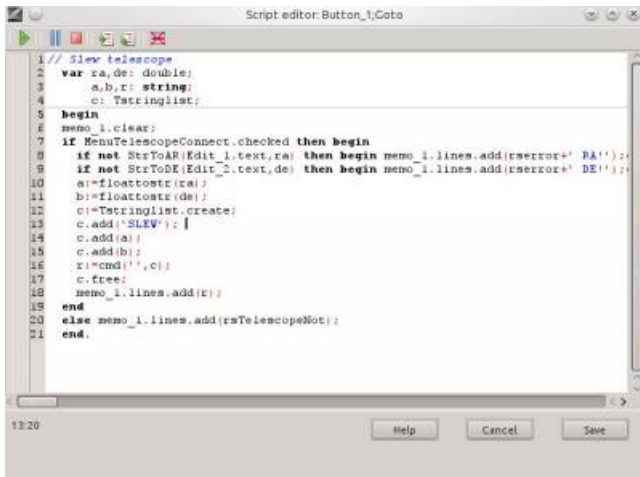 Script editor: Button_1;Goto
1 // Slew telescope
2 var ra,de: double;
3 a,b,r: string;
4 c: Tstringlist;
5 begin
6 memo_1.clear;
7 if MenuTelescopeConnect.checked then begin
8 if not StrToAR(Edit_1.text,ra) then begin memo_1.lines.add(rserror+' RA!');
9 if not StrToDE(Edit_2.text,de) then begin memo_1.lines.add(rserror+' DE!');
10 a:=floattostr(ra);
11 b:=floattostr(de);
12 c:=Tstringlist.create;
13 c.add('SLEW');
14 c.add(a);
15 c.add(b);
16 r:=cmd('',c);
17 c.free;
18 memo_1.lines.add(r);
19 end
20 else memo_1.lines.add(rsTelescopeNot);
21 end.
13:20
Help
Cancel
Save